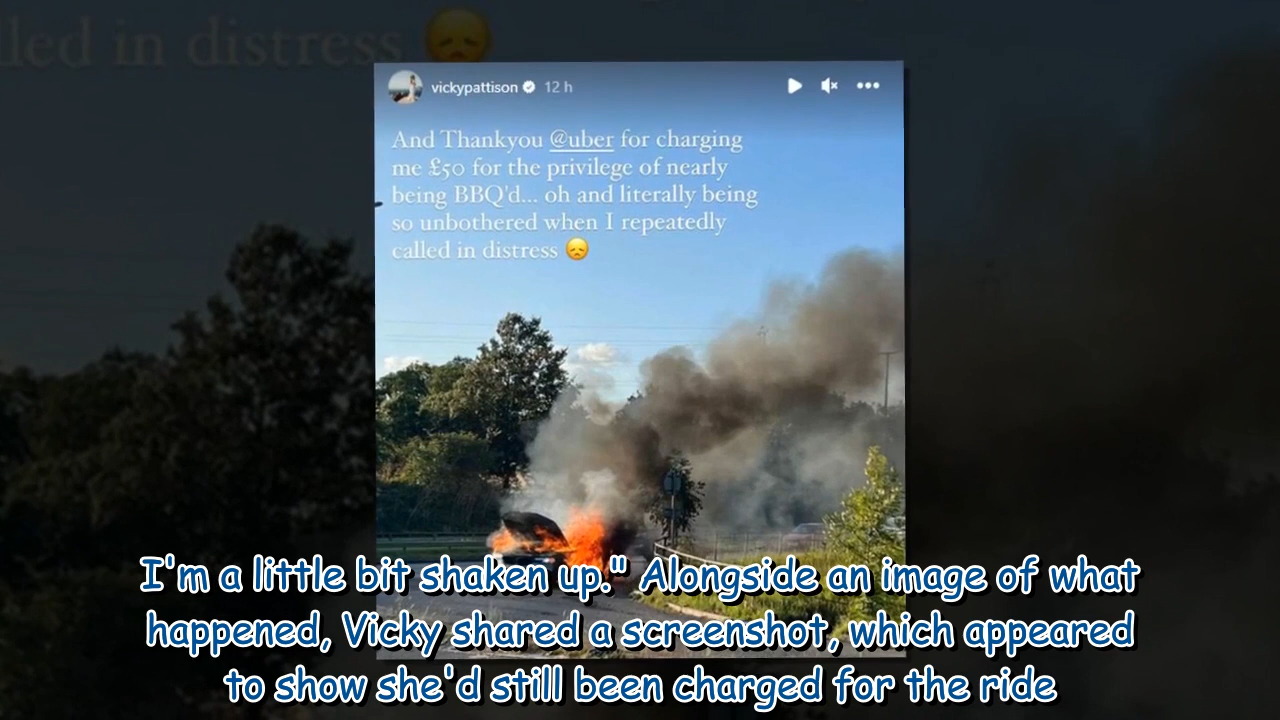 lled in distress
vickypattison 12 h
And Thankyou @uber for charging
me £50 for the privilege of nearly
being BBQ'd... oh and literally being
so unbothered when I repeatedly
called in distress 😞
I'm a little bit shaken up." Alongside an image of what
happened, Vicky shared a screenshot, which appeared
to show she'd still been charged for the ride